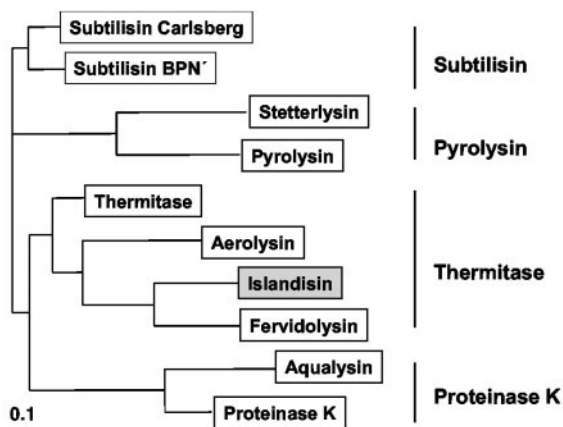 Subtilisin Carlsberg
Subtilisin BPN´
Subtilisin
Stetterlysin
Pyrolysin
Pyrolysin
Thermitase
Aerolysin
Islandisin
Thermitase
Fervidolysin
Aqualysin
Proteinase K
Proteinase K
0.1